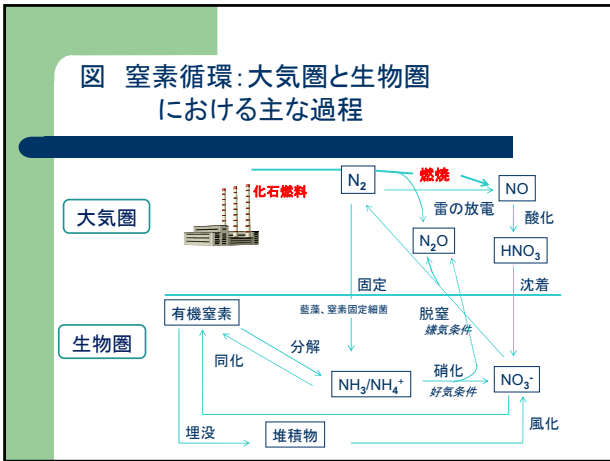 図 窒素循環:大気圏と生物圏
における主な過程
化石燃料
N₂
燃焼
NO
大気圏
雷の放電
酸化
N₂O
HNO₃
固定
沈着
有機窒素
藍藻、窒素固定細菌
脱窒
嫌気条件
生物圏
分解
同化
硝化
NH₃/NH₄⁺
NO₃⁻
好気条件
風化
埋没
堆積物